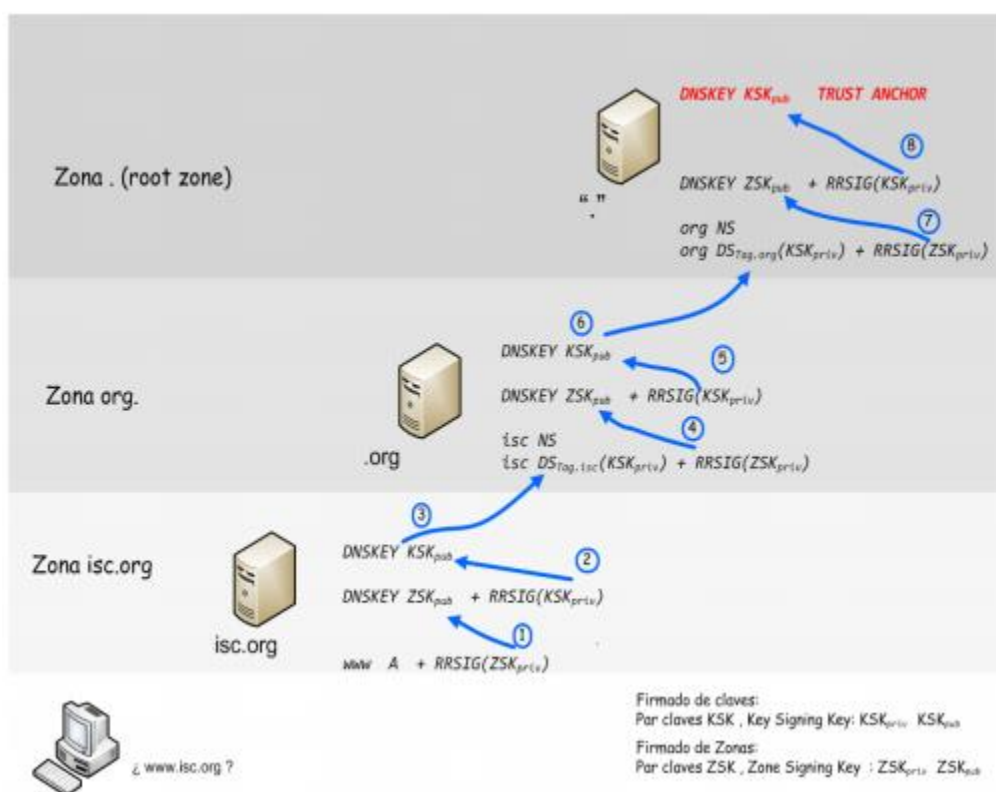 DNSKEY KSKpub TRUST ANCHOR
8
Zona . (root zone)
DNSKEY ZSKpub + RRSIG(KSKpriv)
“.”
7
org NS
org DSTag.org(KSKpriv) + RRSIG(ZSKpriv)
6
DNSKEY KSKpub
5
Zona org.
DNSKEY ZSKpub + RRSIG(KSKpriv)
4
.org
isc NS
isc DSTag.isc(KSKpriv) + RRSIG(ZSKpriv)
3
DNSKEY KSKpub
2
Zona isc.org
DNSKEY ZSKpub + RRSIG(KSKpriv)
1
isc.org
www A + RRSIG(ZSKpriv)
¿ www.isc.org ?
Firmado de claves:
Par claves KSK , Key Signing Key: KSKpriv KSKpub
Firmado de Zonas:
Par claves ZSK , Zone Signing Key : ZSKpriv ZSKpub